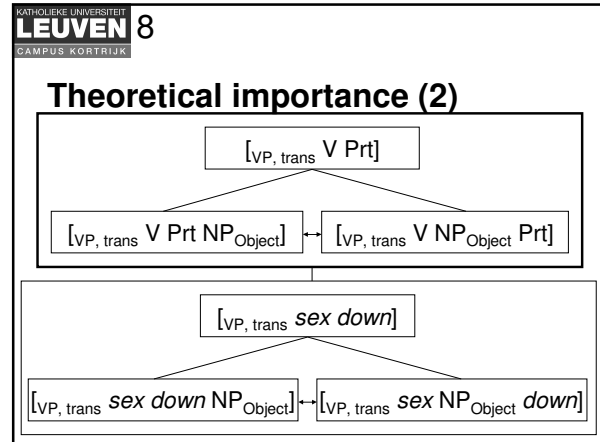 KATHOLIEKE UNIVERSITEIT
LEUVEN 8
CAMPUS KORTRIJK
Theoretical importance (2)
[VP, trans V Prt]
[VP, trans V Prt NPObject] [VP, trans V NPObject Prt]
[VP, trans sex down]
[VP, trans sex down NPObject] [VP, trans sex NPObject down]